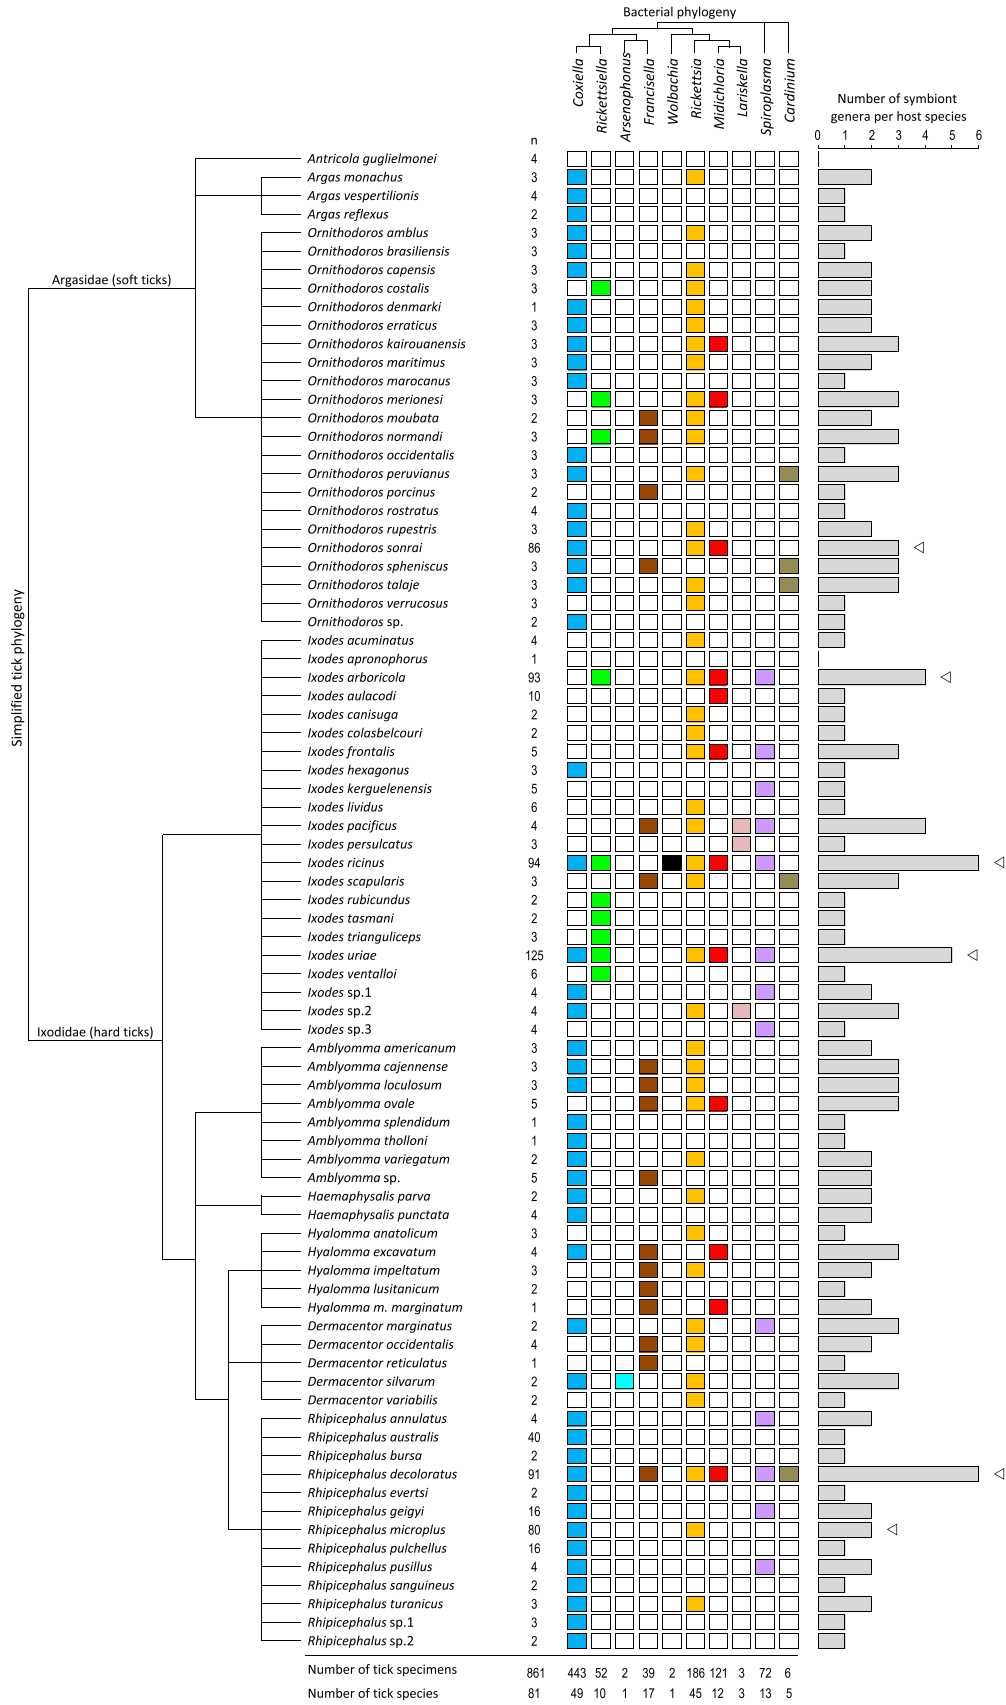 Bacterial phylogeny
Coxiella
Rickettsiella
Arsenophonus
Francisella
Wolbachia
Rickettsia
Midichloria
Lariskella
Spiroplasma
Cardinium
Number of symbiont
genera per host species
0 1 2 3 4 5 6
n
Antricola guglielmonei 4
Argas monachus 3
Argas vespertilionis 4
Argas reflexus 2
Ornithodoros amblus 3
Ornithodoros brasiliensis 3
Ornithodoros capensis 3
Argasidae (soft ticks)
Ornithodoros costalis 3
Ornithodoros denmarki 1
Ornithodoros erraticus 3
Ornithodoros kairouanensis 3
Ornithodoros maritimus 3
Ornithodoros marocanus 3
Ornithodoros merionesi 3
Ornithodoros moubata 2
Ornithodoros normandi 3
Ornithodoros occidentalis 3
Ornithodoros peruvianus 3
Ornithodoros porcinus 2
Ornithodoros rostratus 4
Ornithodoros rupestris 3
Ornithodoros sonrai 86
Ornithodoros spheniscus 3
Ornithodoros talaje 3
Ornithodoros verrucosus 3
Ornithodoros sp. 2
Simplified tick phylogeny
Ixodes acuminatus 4
Ixodes apronophorus 1
Ixodes arboricola 93
Ixodes aulacodi 10
Ixodes canisuga 2
Ixodes colasbelcouri 2
Ixodes frontalis 5
Ixodes hexagonus 3
Ixodes kerguelenensis 5
Ixodes lividus 6
Ixodes pacificus 4
Ixodes persulcatus 3
Ixodes ricinus 94
Ixodes scapularis 3
Ixodes rubicundus 2
Ixodes tasmani 2
Ixodes trianguliceps 3
Ixodes uriae 125
Ixodes ventalloi 6
Ixodes sp.1 4
Ixodes sp.2 4
Ixodes sp.3 4
Ixodidae (hard ticks)
Amblyomma americanum 3
Amblyomma cajennense 3
Amblyomma loculosum 3
Amblyomma ovale 5
Amblyomma splendidum 1
Amblyomma tholloni 1
Amblyomma variegatum 2
Amblyomma sp. 5
Haemaphysalis parva 2
Haemaphysalis punctata 4
Hyalomma anatolicum 3
Hyalomma excavatum 4
Hyalomma impeltatum 3
Hyalomma lusitanicum 2
Hyalomma m. marginatum 1
Dermacentor marginatus 2
Dermacentor occidentalis 4
Dermacentor reticulatus 1
Dermacentor silvarum 2
Dermacentor variabilis 2
Rhipicephalus annulatus 4
Rhipicephalus australis 40
Rhipicephalus bursa 2
Rhipicephalus decoloratus 91
Rhipicephalus evertsi 2
Rhipicephalus geigyi 16
Rhipicephalus microplus 80
Rhipicephalus pulchellus 16
Rhipicephalus pusillus 4
Rhipicephalus sanguineus 2
Rhipicephalus turanicus 3
Rhipicephalus sp.1 3
Rhipicephalus sp.2 2
Number of tick specimens 861 443 52 2 39 2 186 121 3 72 6
Number of tick species 81 49 10 1 17 1 45 12 3 13 5